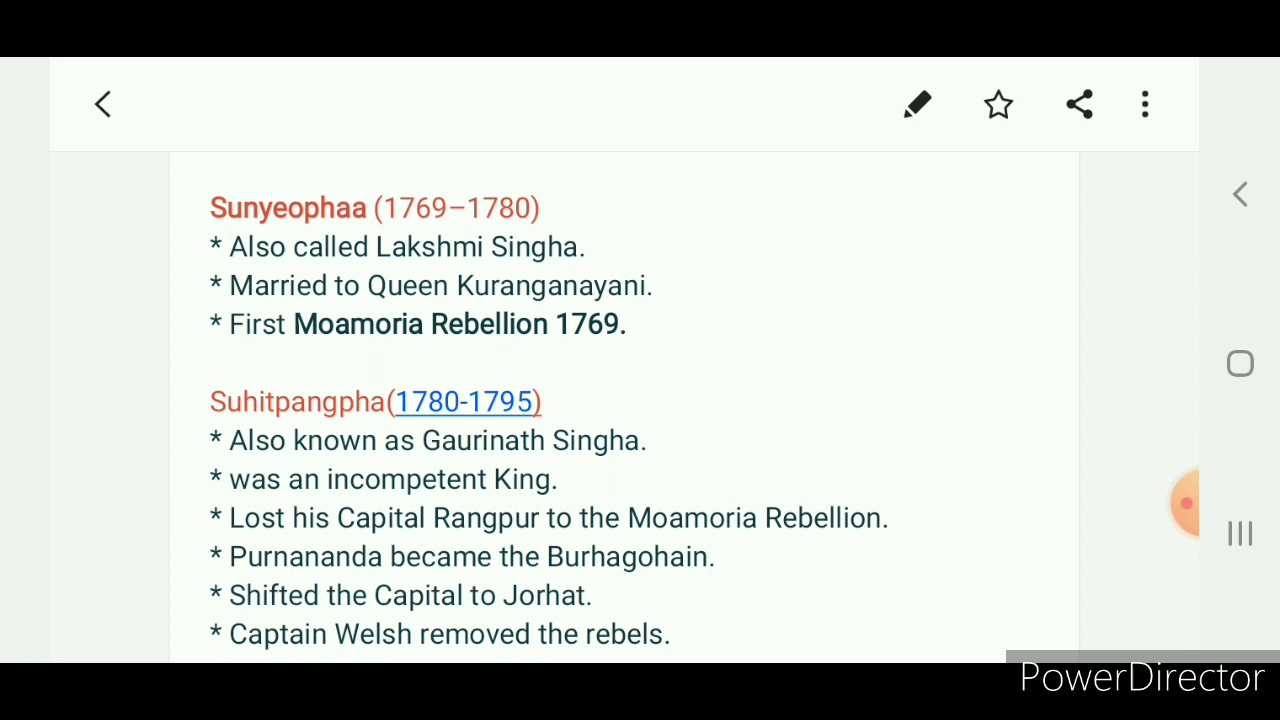 Sunyeophaa (1769–1780)
* Also called Lakshmi Singha.
* Married to Queen Kuranganayani.
* First Moamoria Rebellion 1769.
Suhitpangpha(1780-1795)
* Also known as Gaurinath Singha.
* was an incompetent King.
* Lost his Capital Rangpur to the Moamoria Rebellion.
* Purnananda became the Burhagohain.
* Shifted the Capital to Jorhat.
* Captain Welsh removed the rebels.
PowerDirector